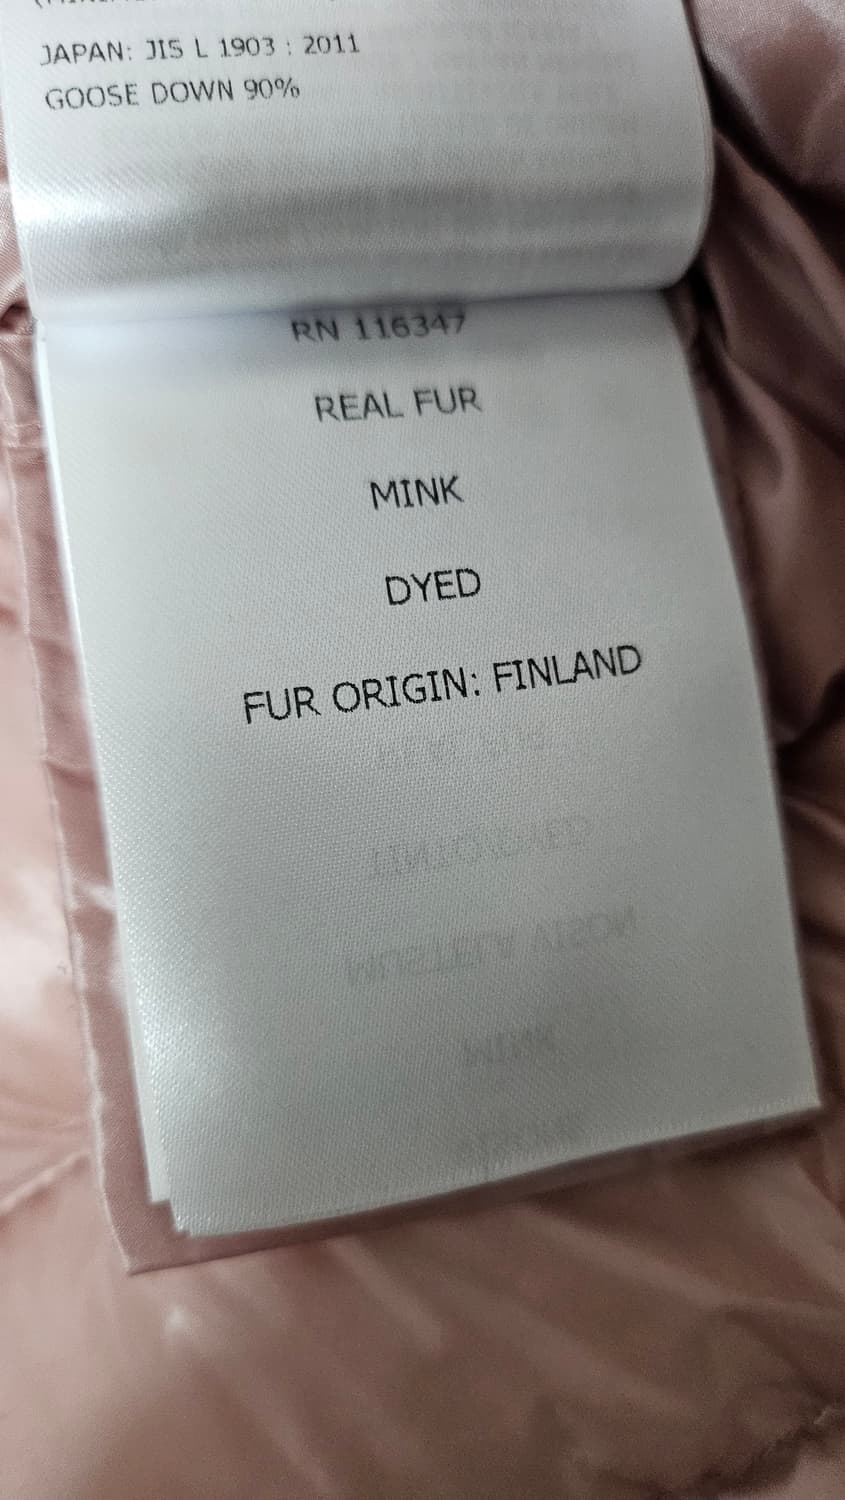 JAPAN: JIS L 1903 : 2011
GOOSE DOWN 90%
RN 116347
REAL FUR
MINK
DYED
FUR ORIGIN: FINLAND